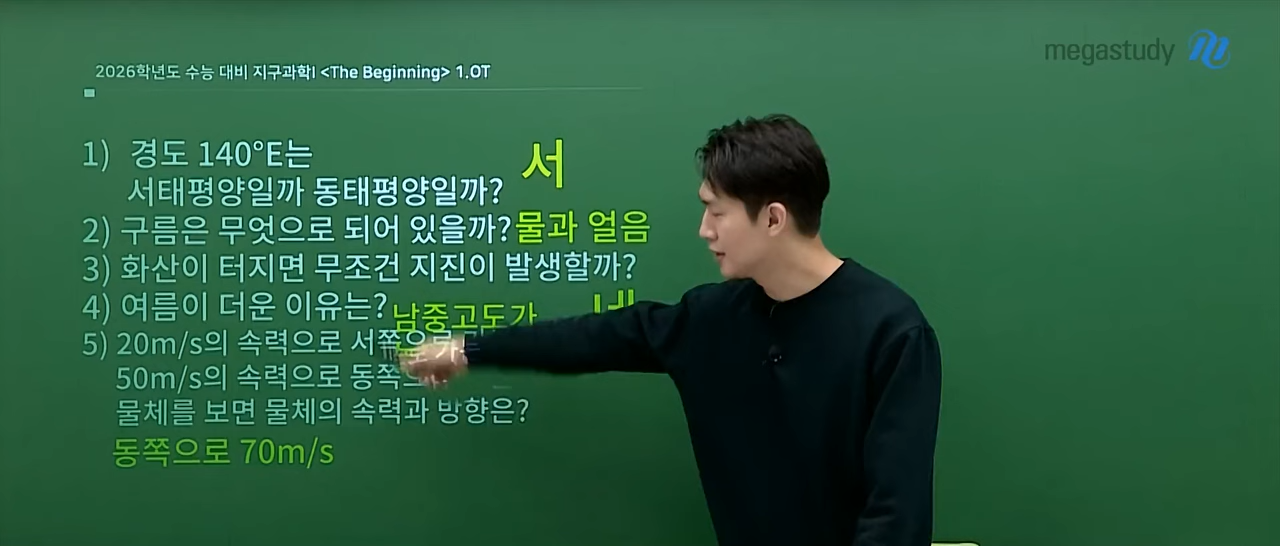 2026학년도 수능 대비 지구과학I <The Beginning> 1.OT
megastudy
1) 경도 140°E는
서태평양일까 동태평양일까?
서
2) 구름은 무엇으로 되어 있을까? 물과 얼음
3) 화산이 터지면 무조건 지진이 발생할까?
네
4) 여름이 더운 이유는? 남중고도가
5) 20m/s의 속력으로 서쪽으로
50m/s의 속력으로 동쪽으
물체를 보면 물체의 속력과 방향은?
동쪽으로 70m/s